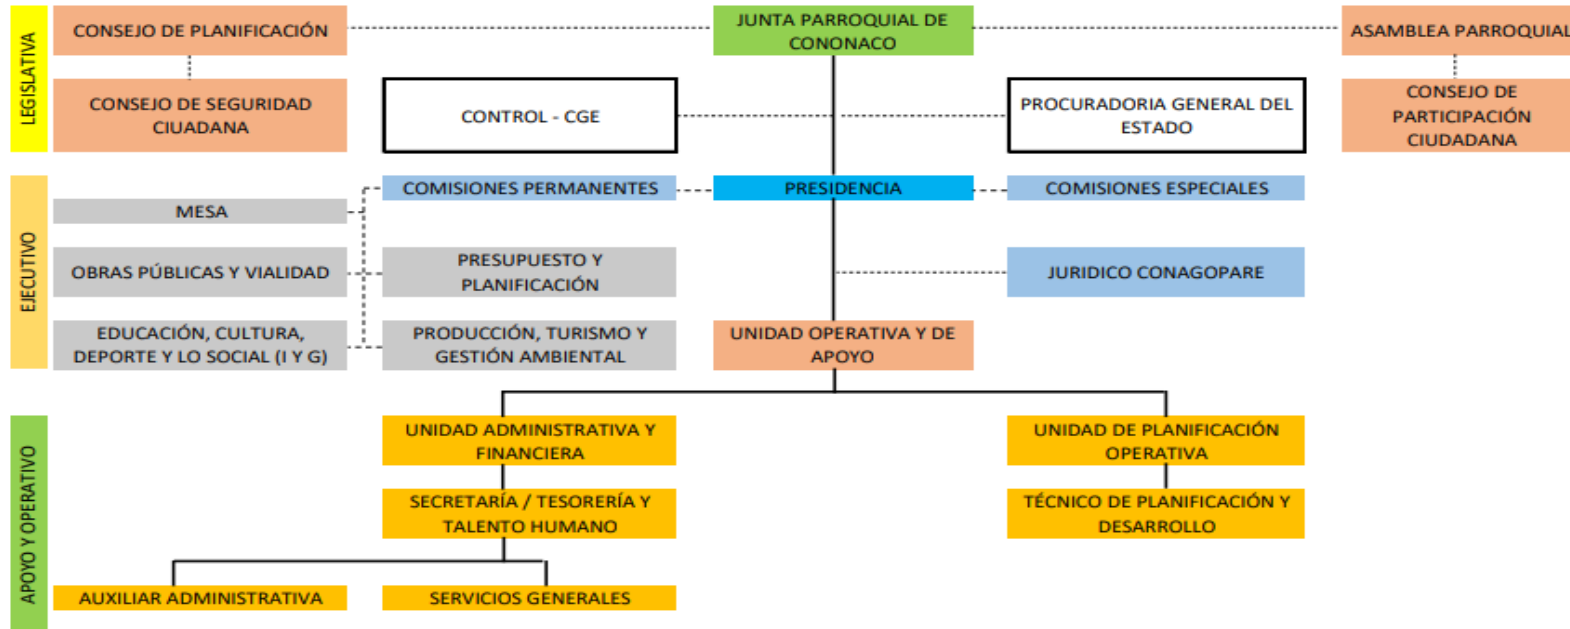 LEGISLATIVA
CONSEJO DE PLANIFICACIÓN
JUNTA PARROQUIAL DE
CONONACO
ASAMBLEA PARROQUIAL
CONSEJO DE SEGURIDAD
CIUADANA
CONTROL - CGE
PROCURADORIA GENERAL DEL
ESTADO
CONSEJO DE
PARTICIPACIÓN
CIUDADANA
EJECUTIVO
COMISIONES PERMANENTES
PRESIDENCIA
COMISIONES ESPECIALES
MESA
OBRAS PÚBLICAS Y VIALIDAD
PRESUPUESTO Y
PLANIFICACIÓN
JURIDICO CONAGOPARE
EDUCACIÓN, CULTURA,
DEPORTE Y LO SOCIAL (I Y G)
PRODUCCIÓN, TURISMO Y
GESTIÓN AMBIENTAL
UNIDAD OPERATIVA Y DE
APOYO
APOYO Y OPERATIVO
UNIDAD ADMINISTRATIVA Y
FINANCIERA
UNIDAD DE PLANIFICACIÓN
OPERATIVA
SECRETARÍA / TESORERÍA Y
TALENTO HUMANO
TÉCNICO DE PLANIFICACIÓN Y
DESARROLLO
AUXILIAR ADMINISTRATIVA
SERVICIOS GENERALES